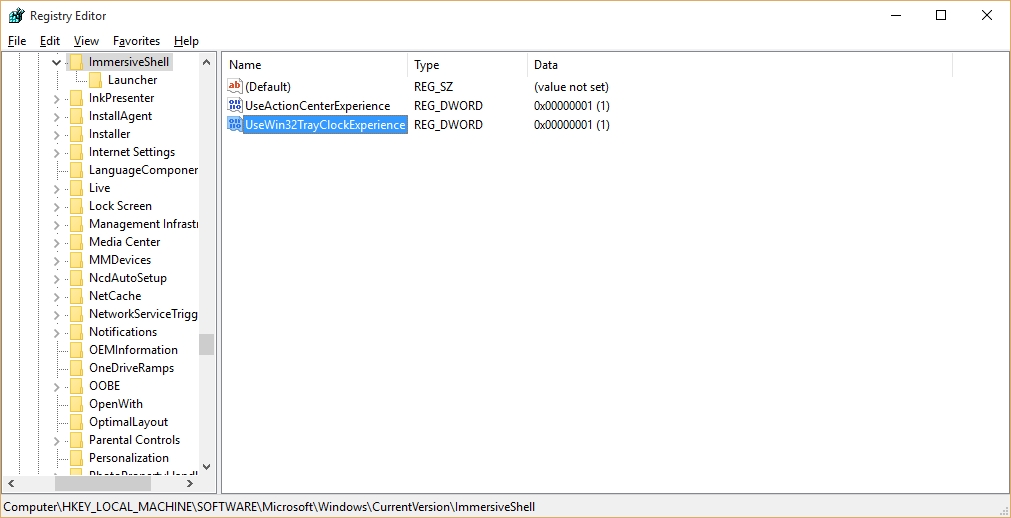 Registry Editor
File Edit View Favorites Help
ImmersiveShell
Launcher
InkPresenter
InstallAgent
Installer
Internet Settings
LanguageComponer
Live
Lock Screen
Management Infrastr
Media Center
MMDevices
NcdAutoSetup
NetCache
NetworkServiceTrigg
Notifications
OEMInformation
OneDriveRamps
OOBE
OpenWith
OptimalLayout
Parental Controls
Personalization
PhotoPropertyHandl
Name Type Data
ab (Default) REG_SZ (value not set)
UseActionCenterExperience REG_DWORD 0x00000001 (1)
UseWin32TrayClockExperience REG_DWORD 0x00000001 (1)
Computer\HKEY_LOCAL_MACHINE\SOFTWARE\Microsoft\Windows\CurrentVersion\ImmersiveShell